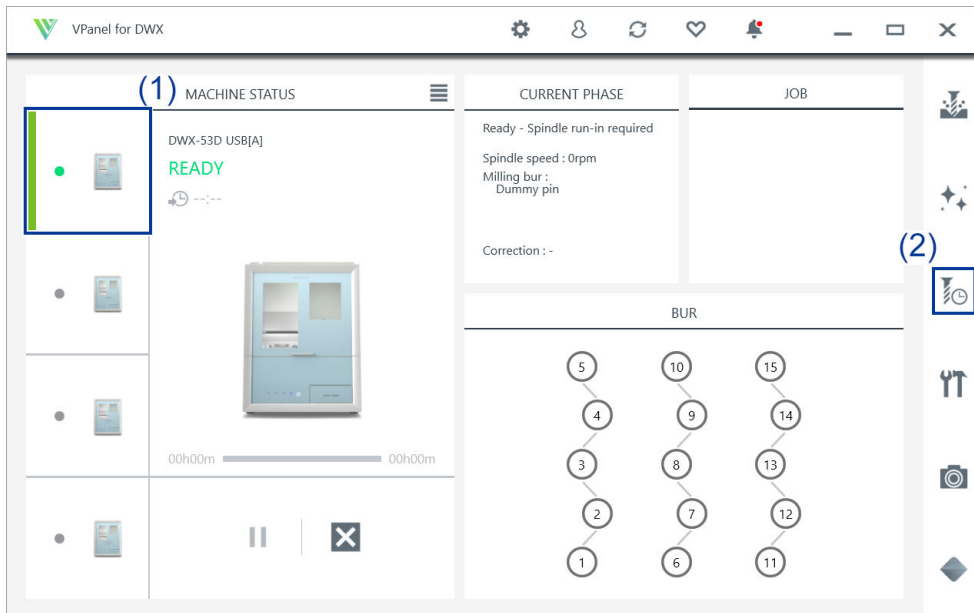 VPanel for DWX
(1)
MACHINE STATUS
DWX-53D USB[A]
READY
--:--
00h00m 00h00m
CURRENT PHASE
Ready - Spindle run-in required
Spindle speed : 0rpm
Milling bur :
Dummy pin
Correction : -
JOB
(2)
BUR
5 10 15
4 9 14
3 8 13
2 7 12
1 6 11